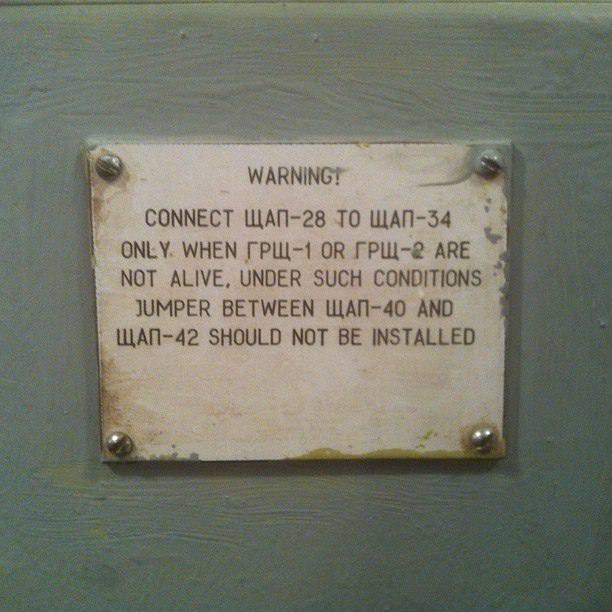 WARNING!
CONNECT ЩАП-28 TO ЩАП-34
ONLY WHEN ГРЩ-1 OR ГРЩ-2 ARE
NOT ALIVE, UNDER SUCH CONDITIONS
JUMPER BETWEEN ЩАП-40 AND
ЩАП-42 SHOULD NOT BE INSTALLED